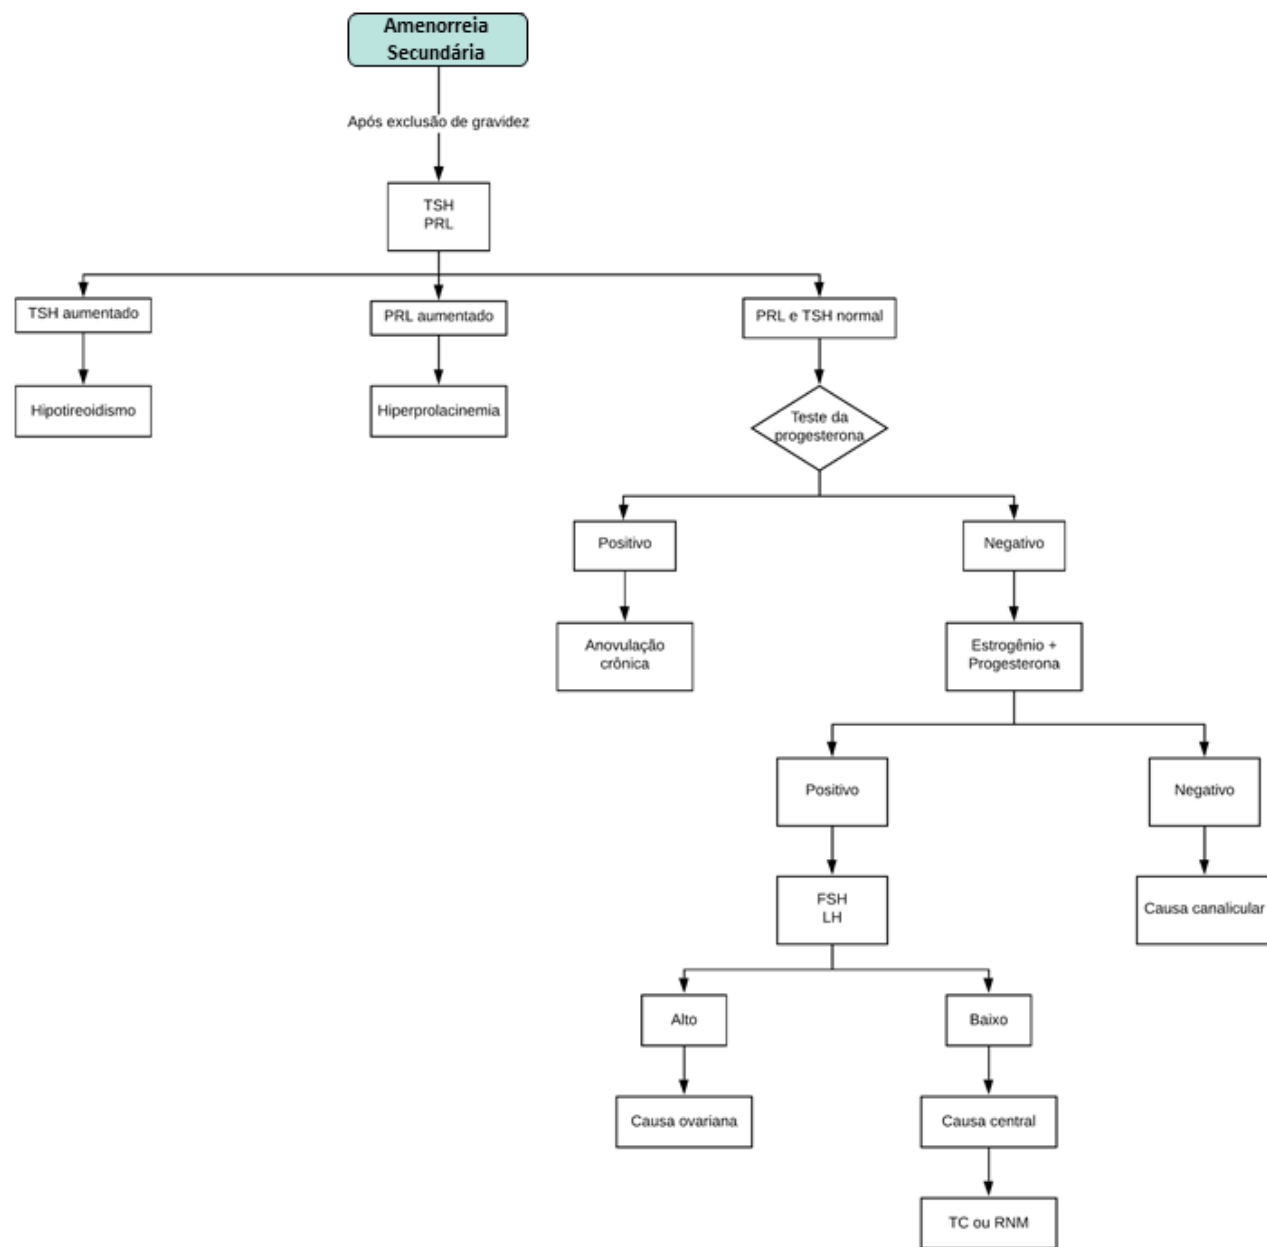 Amenorreia
Secundária
Após exclusão de gravidez
TSH
PRL
TSH aumentado
PRL aumentado
PRL e TSH normal
Hipotireoidismo
Hiperprolacinemia
Teste da
progesterona
Positivo
Negativo
Anovulação
crônica
Estrogênio +
Progesterona
Positivo
Negativo
FSH
LH
Causa canalicular
Alto
Baixo
Causa ovariana
Causa central
TC ou RNM